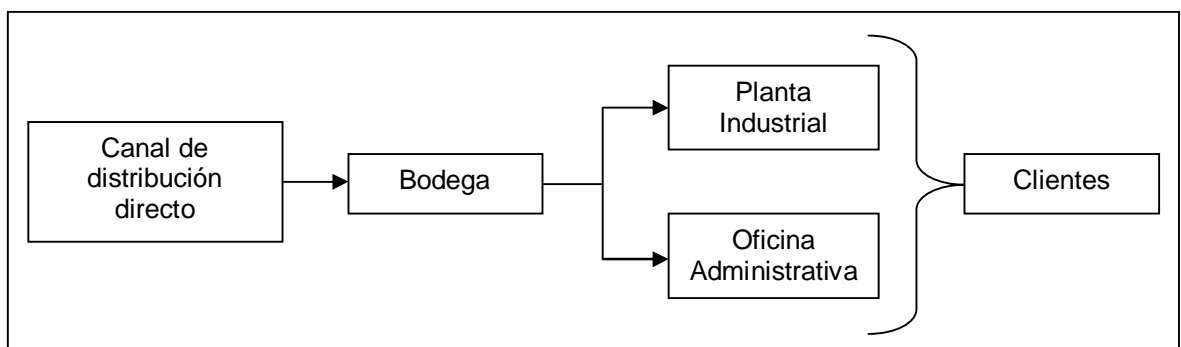 Canal de
distribución
directo
Bodega
Planta
Industrial
Oficina
Administrativa
Clientes